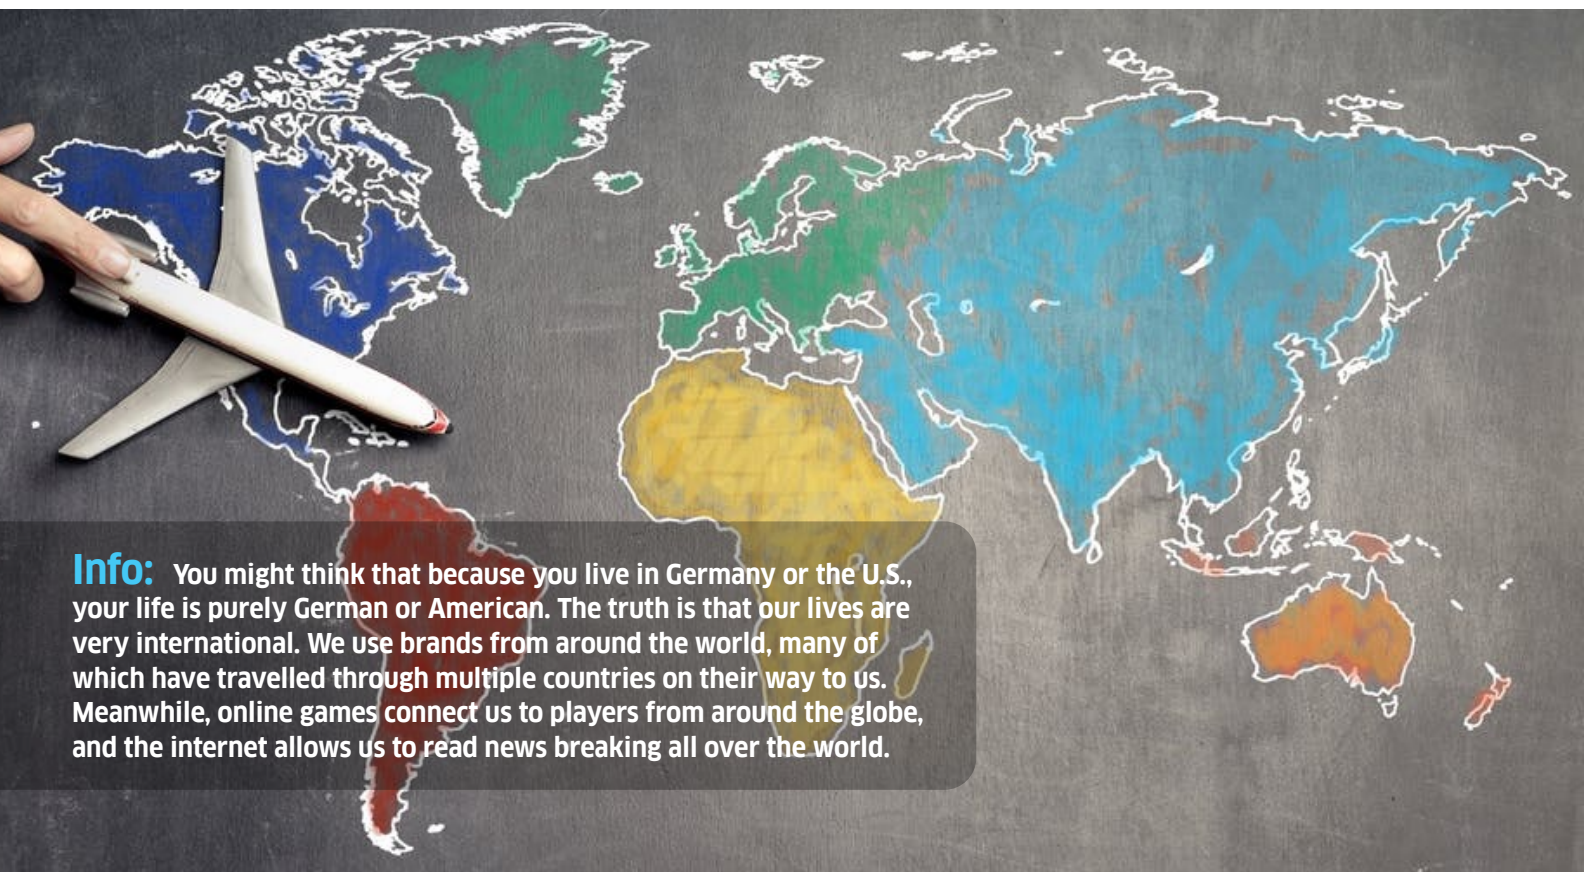 Info: You might think that because you live in Germany or the U.S.,
your life is purely German or American. The truth is that our lives are
very international. We use brands from around the world, many of
which have travelled through multiple countries on their way to us.
Meanwhile, online games connect us to players from around the globe,
and the internet allows us to read news breaking all over the world.